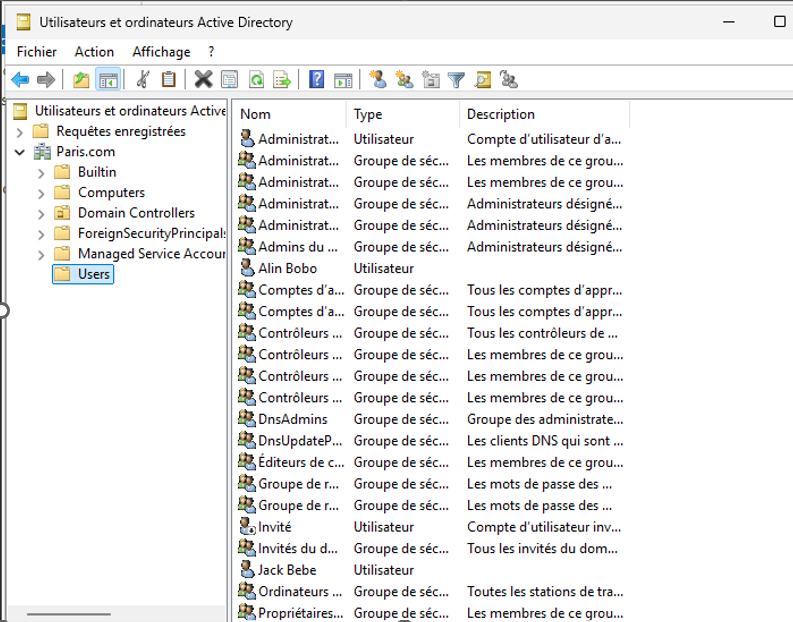 Utilisateurs et ordinateurs Active Directory
Fichier Action Affichage ?
Utilisateurs et ordinateurs Active
Requêtes enregistrées
Paris.com
Builtin
Computers
Domain Controllers
ForeignSecurityPrincipals
Managed Service Accour
Users
Nom Type Description
Administrat... Utilisateur Compte d'utilisateur d'a...
Administrat... Groupe de séc... Les membres de ce grou...
Administrat... Groupe de séc... Les membres de ce grou...
Administrat... Groupe de séc... Administrateurs désigné...
Administrat... Groupe de séc... Administrateurs désigné...
Admins du ... Groupe de séc... Administrateurs désigné...
Alin Bobo Utilisateur
Comptes d'a... Groupe de séc... Tous les comptes d'appr...
Comptes d'a... Groupe de séc... Tous les comptes d'appr...
Contrôleurs ... Groupe de séc... Tous les contrôleurs de ...
Contrôleurs ... Groupe de séc... Les membres de ce grou...
Contrôleurs ... Groupe de séc... Les membres de ce grou...
Contrôleurs ... Groupe de séc... Les membres de ce grou...
DnsAdmins Groupe de séc... Groupe des administrate...
DnsUpdateP... Groupe de séc... Les clients DNS qui sont ...
Éditeurs de c... Groupe de séc... Les membres de ce grou...
Groupe de r... Groupe de séc... Les mots de passe des ...
Groupe de r... Groupe de séc... Les mots de passe des ...
Invité Utilisateur Compte d'utilisateur inv...
Invités du d... Groupe de séc... Tous les invités du dom...
Jack Bebe Utilisateur
Ordinateurs ... Groupe de séc... Toutes les stations de tra...
Propriétaires... Groupe de séc... Les membres de ce grou...